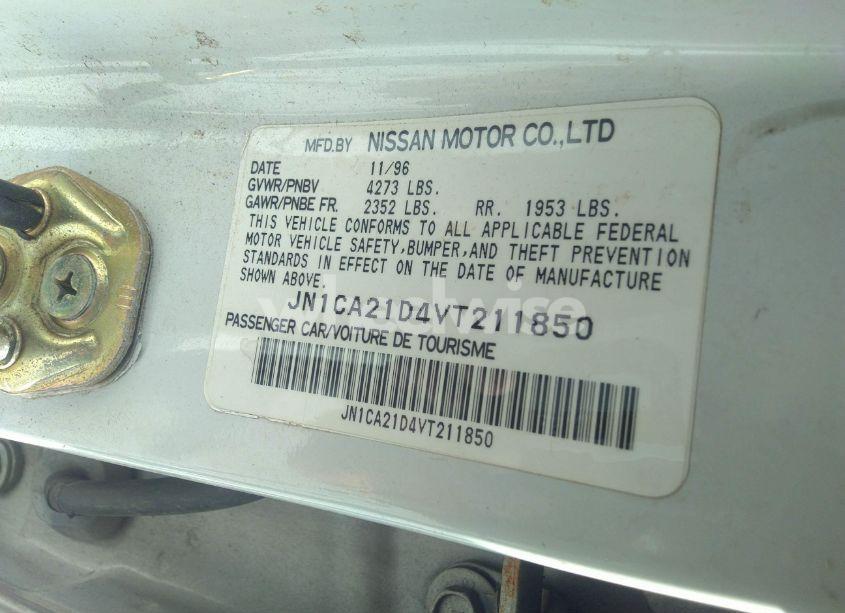 MFD.BY NISSAN MOTOR CO.,LTD
DATE 11/96
GVWR/PNBV 4273 LBS.
GAWR/PNBE FR. 2352 LBS. RR. 1953 LBS.
THIS VEHICLE CONFORMS TO ALL APPLICABLE FEDERAL
MOTOR VEHICLE SAFETY,BUMPER,AND THEFT PREVENTION
STANDARDS IN EFFECT ON THE DATE OF MANUFACTURE
SHOWN ABOVE.
JN1CA21D4VT211850
PASSENGER CAR/VOITURE DE TOURISME
JN1CA21D4VT211850